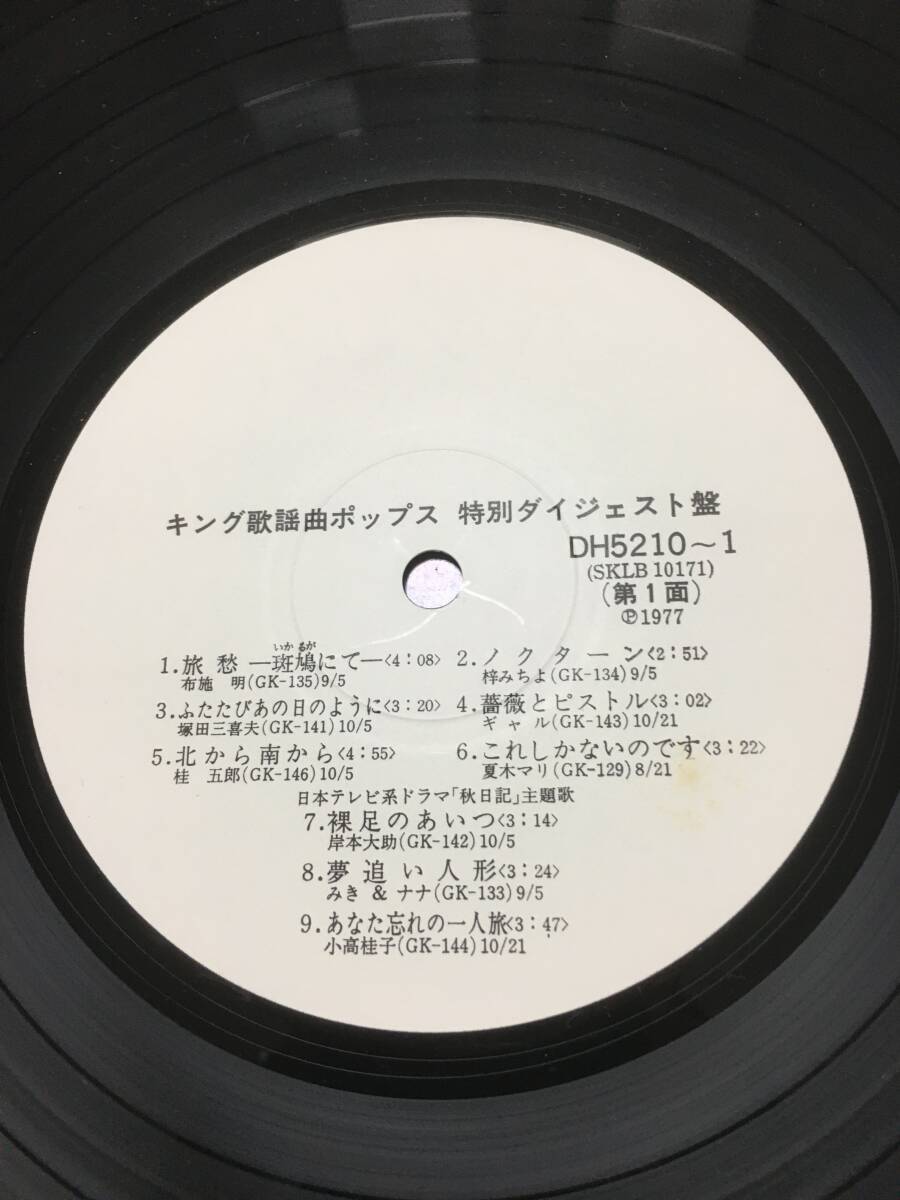 キング歌謡曲ポップス 特別ダイジェスト盤
DH5210～1
(SKLB 10171)
(第1面)
℗1977
いかるが
1.旅愁―斑鳩にて―<4：08>
布施 明(GK-135)9/5
2.ノクターン<2：51>
梓みちよ(GK-134)9/5
3.ふたたびあの日のように<3：20>
塚田三喜夫(GK-141)10/5
4.薔薇とピストル<3：02>
ギャル(GK-143)10/21
5.北から南から<4：55>
桂 五郎(GK-146)10/5
6.これしかないのです<3：22>
夏木マリ(GK-129)8/21
日本テレビ系ドラマ「秋日記」主題歌
7.裸足のあいつ<3：14>
岸本大助(GK-142)10/5
8.夢追い人形<3：24>
みき & ナナ(GK-133)9/5
9.あなた忘れの一人旅<3：47>
小高桂子(GK-144)10/21